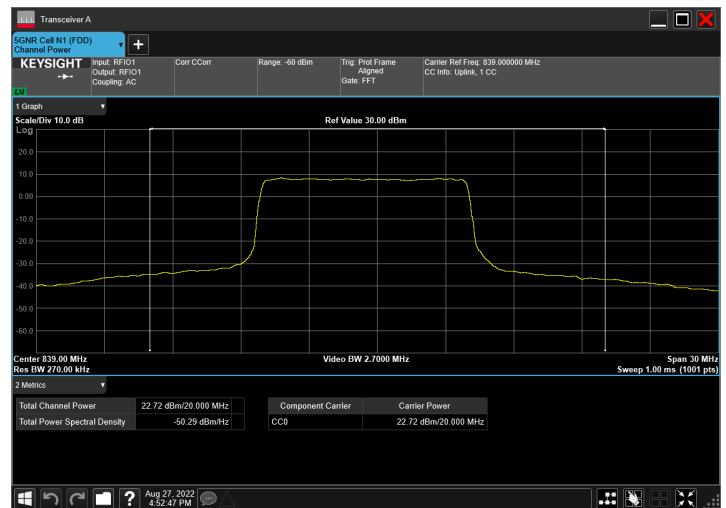 Transceiver A
5GNR Cell N1 (FDD)
Channel Power
KEYSIGHT
LXI
Input: RFIO1
Output: RFIO1
Coupling: AC
Corr CCorr
Range: -60 dBm
Trig: Prot Frame
Aligned
Gate: FFT
Carrier Ref Freq: 839.000000 MHz
CC Info: Uplink, 1 CC
1 Graph
Scale/Div 10.0 dB
Ref Value 30.00 dBm
Log
20.0
10.0
0.00
-10.0
-20.0
-30.0
-40.0
-50.0
-60.0
Center 839.00 MHz
Video BW 2.7000 MHz
Span 30 MHz
Res BW 270.00 kHz
Sweep 1.00 ms (1001 pts)
2 Metrics
Total Channel Power 22.72 dBm/20.000 MHz
Total Power Spectral Density -50.29 dBm/Hz
Component Carrier Carrier Power
CC0 22.72 dBm/20.000 MHz
?
Aug 27, 2022
4:52:47 PM